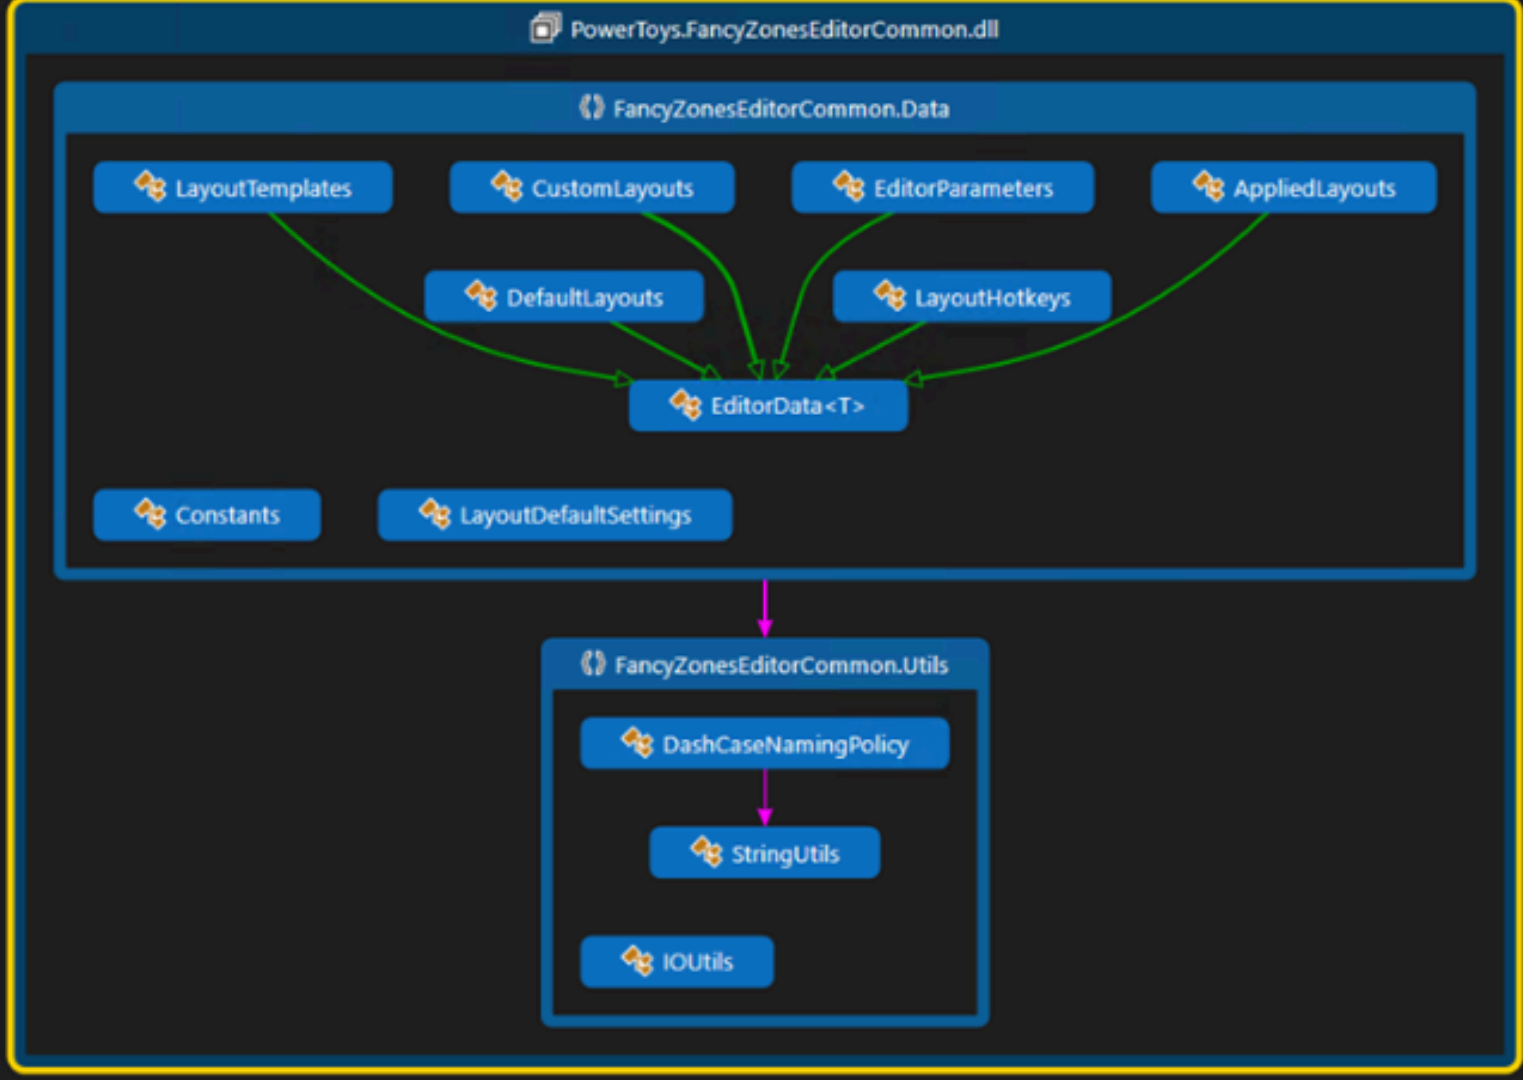 PowerToys.FancyZonesEditorCommon.dll
FancyZonesEditorCommon.Data
LayoutTemplates
CustomLayouts
EditorParameters
AppliedLayouts
DefaultLayouts
LayoutHotkeys
EditorData<T>
Constants
LayoutDefaultSettings
FancyZonesEditorCommon.Utils
DashCaseNamingPolicy
StringUtils
IOUtils